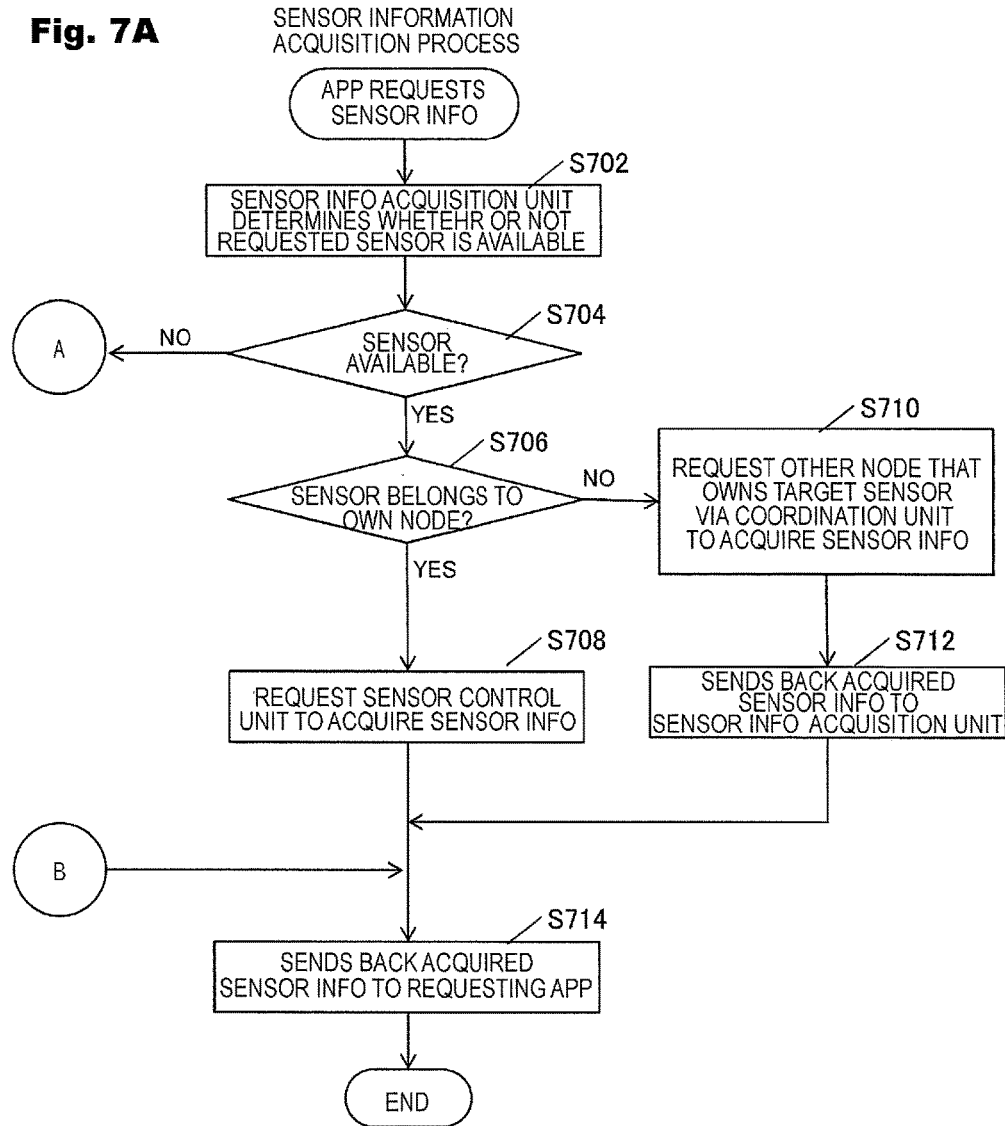 Fig. 7A
SENSOR INFORMATION
ACQUISITION PROCESS
APP REQUESTS
SENSOR INFO
S702
SENSOR INFO ACQUISITION UNIT
DETERMINES WHETEHR OR NOT
REQUESTED SENSOR IS AVAILABLE
S704
A
NO
SENSOR
AVAILABLE?
YES
S706
SENSOR BELONGS TO
OWN NODE?
NO
S710
REQUEST OTHER NODE THAT
OWNS TARGET SENSOR
VIA COORDINATION UNIT
TO ACQUIRE SENSOR INFO
YES
S708
REQUEST SENSOR CONTROL
UNIT TO ACQUIRE SENSOR INFO
S712
SENDS BACK ACQUIRED
SENSOR INFO TO
SENSOR INFO ACQUISITION UNIT
B
S714
SENDS BACK ACQUIRED
SENSOR INFO TO REQUESTING APP
END